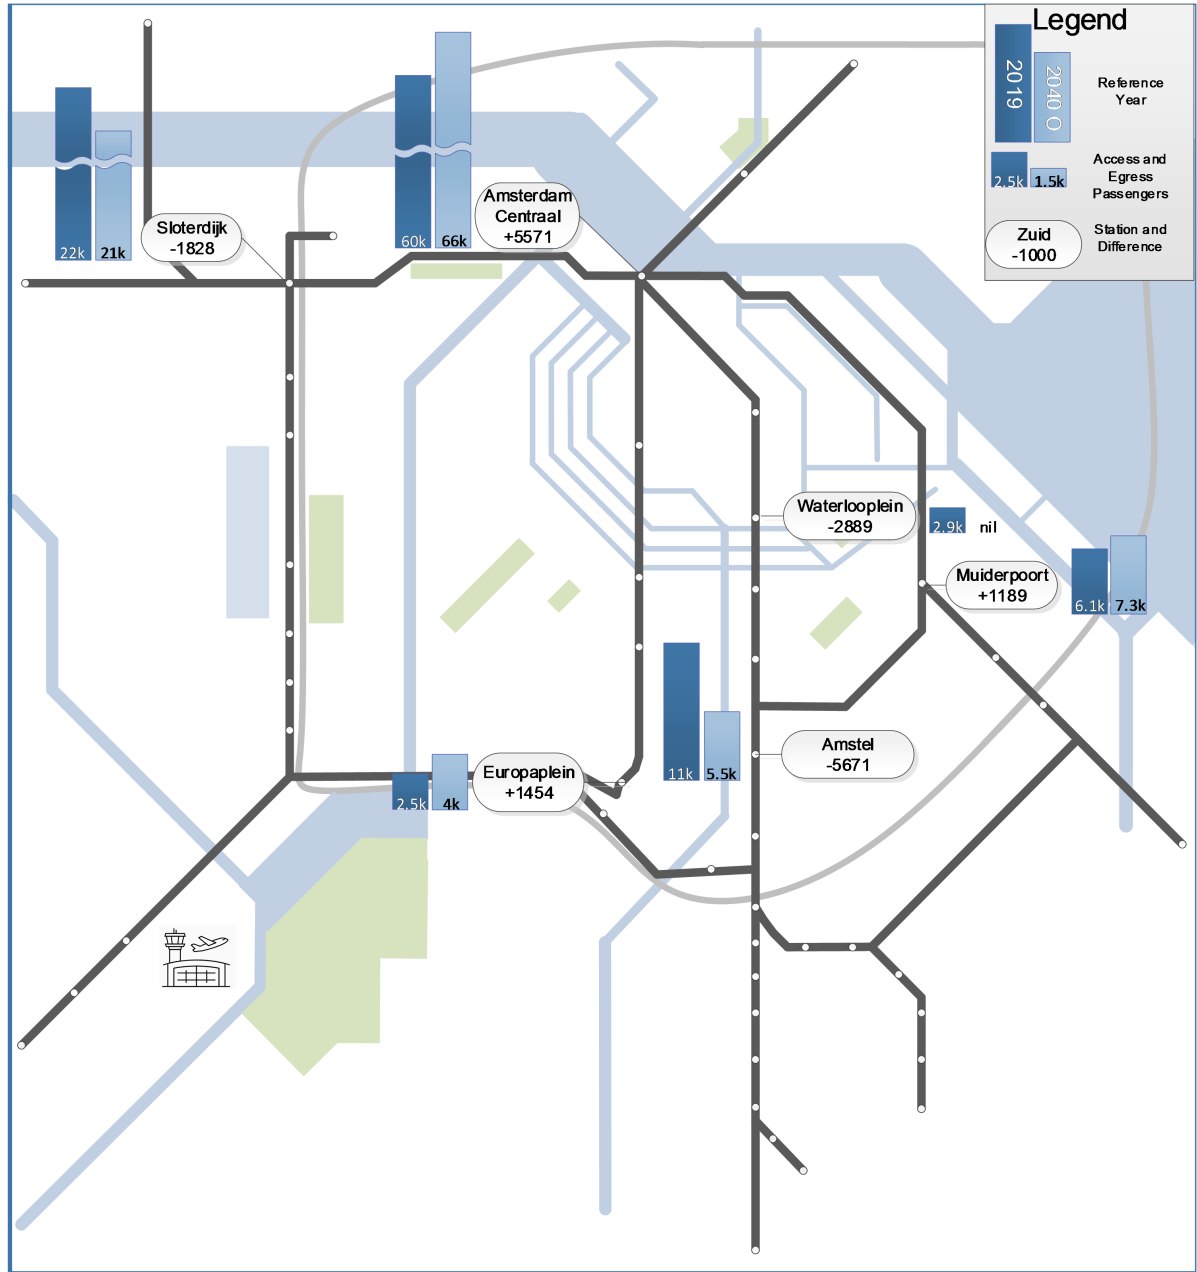 Legend
2019
2040 O
Reference
Year
2.5k
1.5k
Access and
Egress
Passengers
Zuid
-1000
Station and
Difference
22k
21k
Sloterdijk
-1828
60k
66k
Amsterdam
Centraal
+5571
Waterlooplein
-2889
2.9k
nil
Muiderpoort
+1189
6.1k
7.3k
11k
5.5k
Amstel
-5671
2.5k
4k
Europaplein
+1454